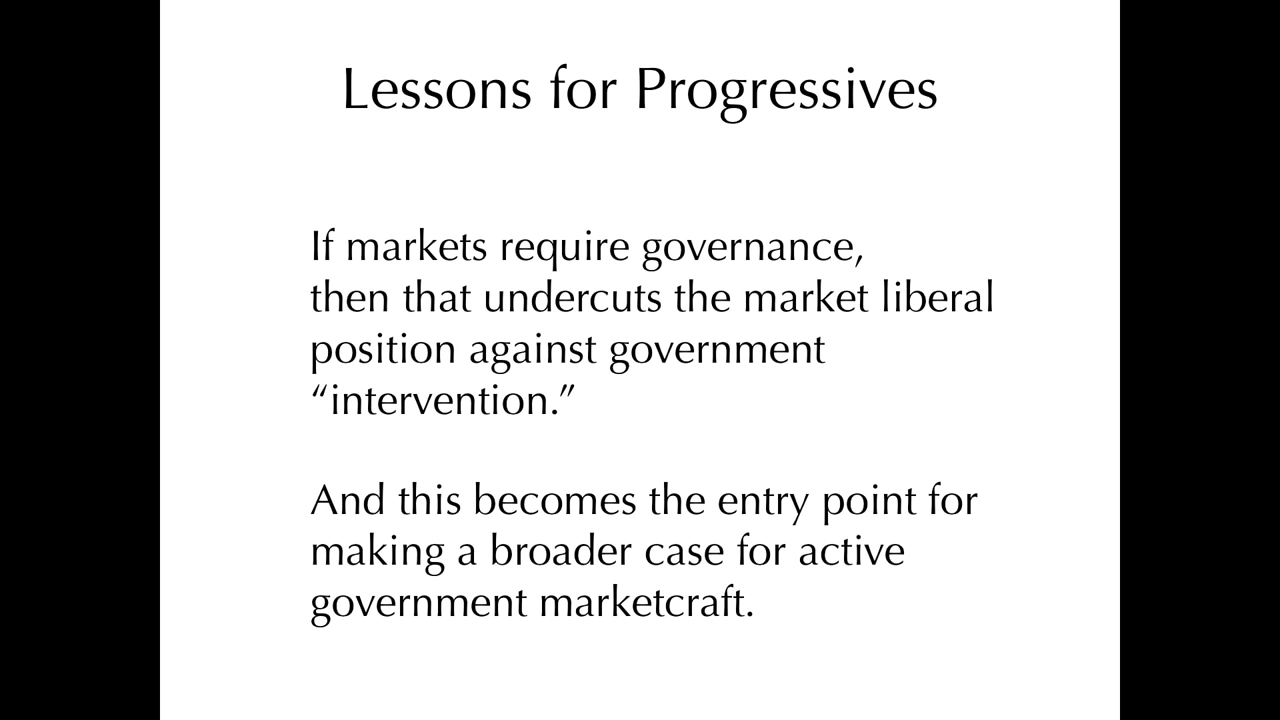 Lessons for Progressives
If markets require governance,
then that undercuts the market liberal
position against government
“intervention.”
And this becomes the entry point for
making a broader case for active
government marketcraft.